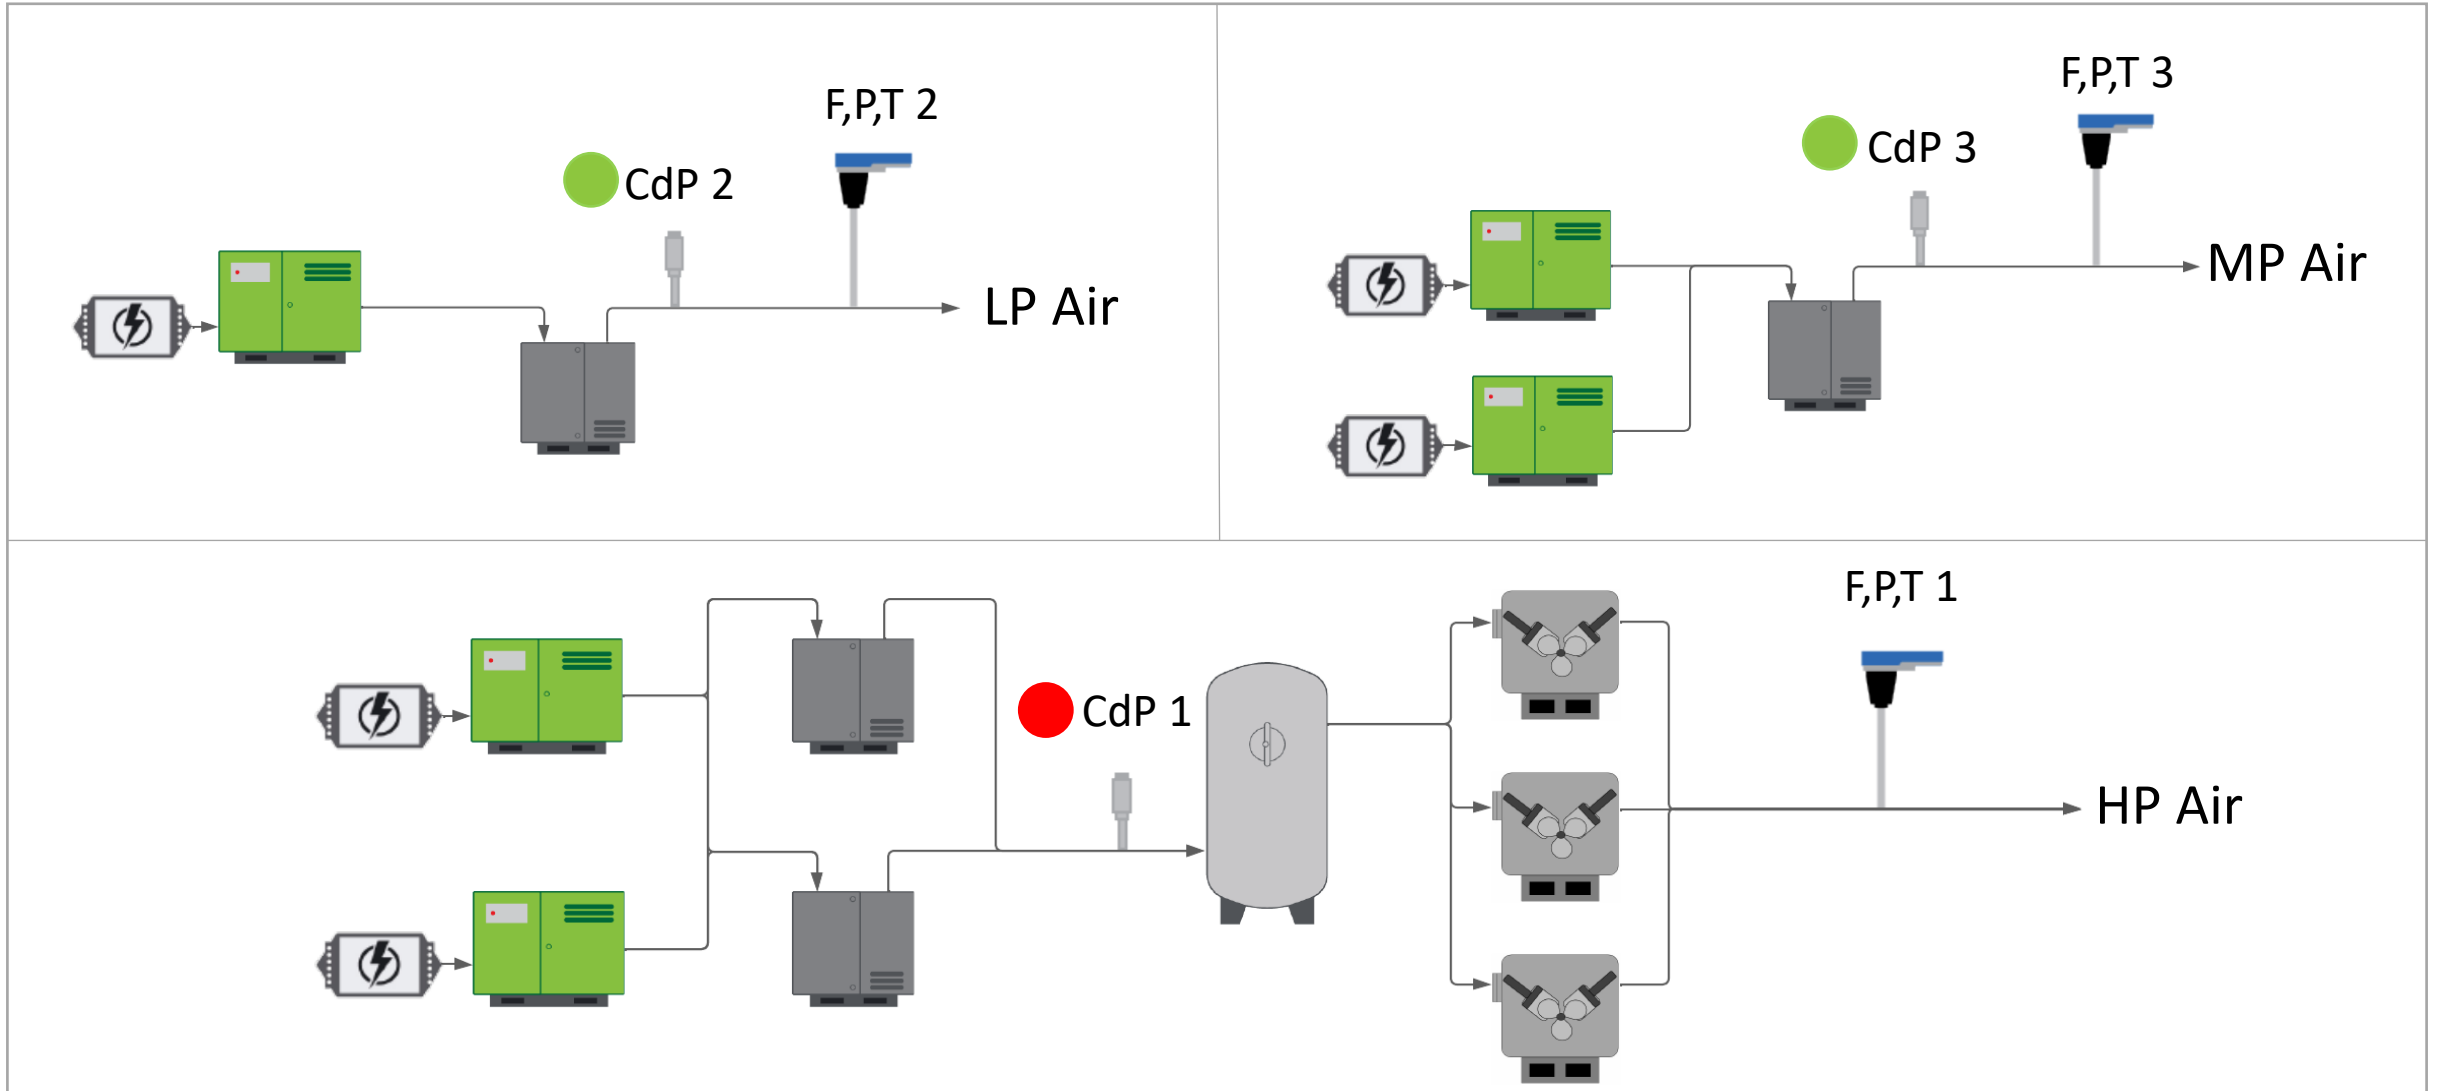 F,P,T 2
CdP 2
LP Air
F,P,T 3
CdP 3
MP Air
F,P,T 1
CdP 1
HP Air